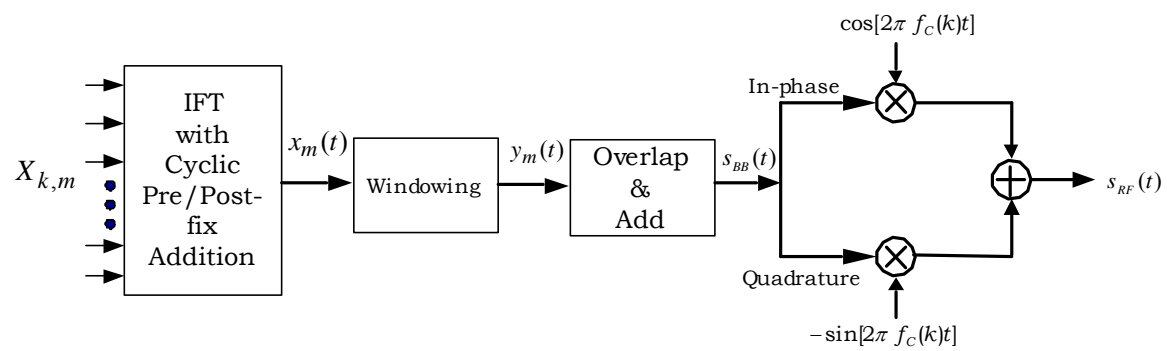 cos[2π f_C(k)t]
IFT
with
Cyclic
Pre/Post-
fix
Addition
X_{k,m}
x_m(t)
Windowing
y_m(t)
Overlap
&
Add
s_{BB}(t)
In-phase
Quadrature
s_{RF}(t)
−sin[2π f_C(k)t]